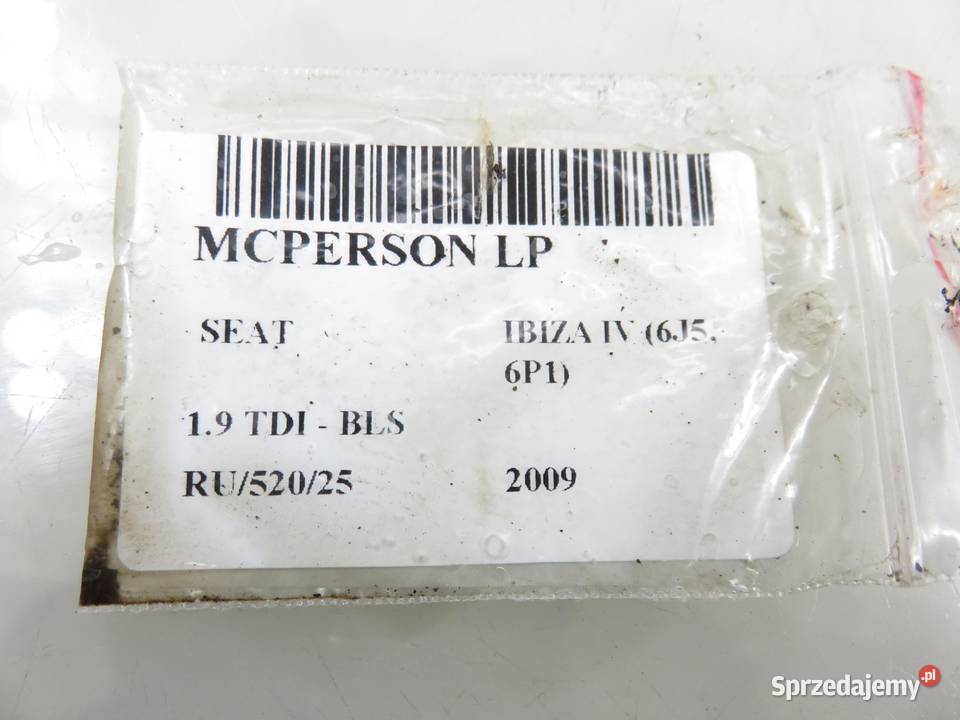 MCPERSON LP
SEAT IBIZA IV (6J5, 6P1)
1.9 TDI - BLS
RU/520/25 2009
Sprzedajemy.pl